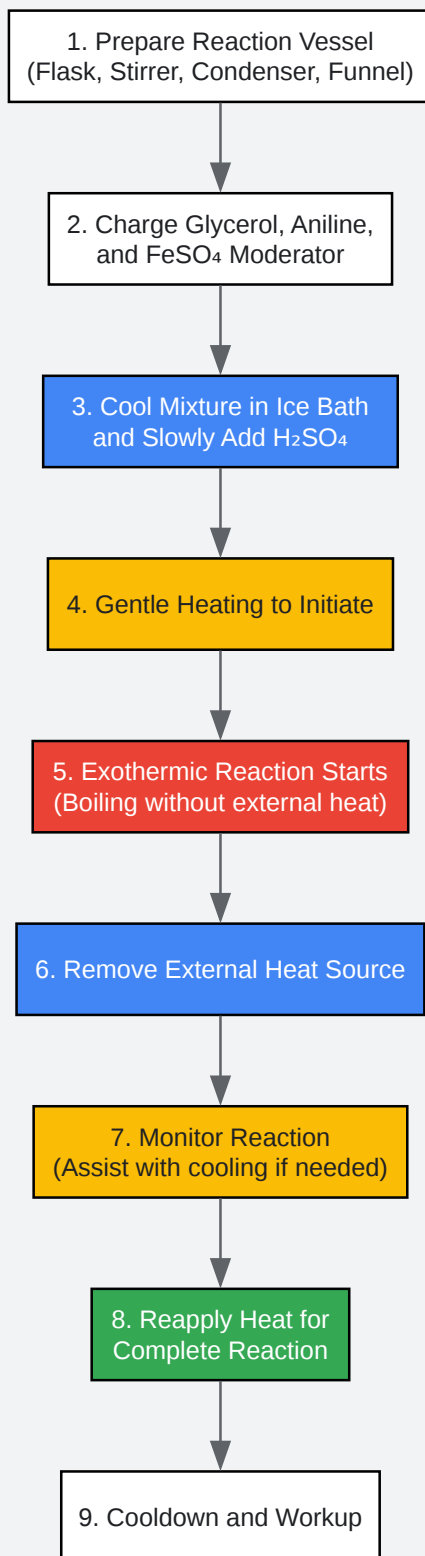 1. Prepare Reaction Vessel
(Flask, Stirrer, Condenser, Funnel)
2. Charge Glycerol, Aniline,
and FeSO₄ Moderator
3. Cool Mixture in Ice Bath
and Slowly Add H₂SO₄
4. Gentle Heating to Initiate
5. Exothermic Reaction Starts
(Boiling without external heat)
6. Remove External Heat Source
7. Monitor Reaction
(Assist with cooling if needed)
8. Reapply Heat for
Complete Reaction
9. Cooldown and Workup